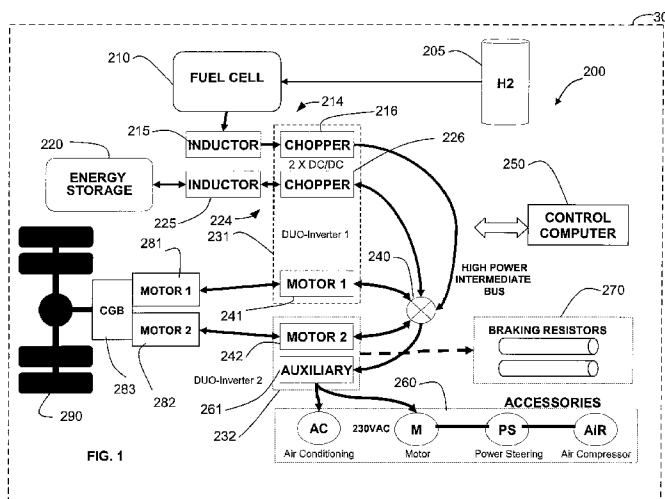 30
205
210
FUEL CELL
H2
200
214
216
215
226
220
INDUCTOR
CHOPPER
2 X DC/DC
ENERGY
STORAGE
INDUCTOR
CHOPPER
250
CONTROL
COMPUTER
225
224
231
DUO-Inverter 1
281
240
HIGH POWER
INTERMEDIATE
BUS
270
CGB
MOTOR 1
MOTOR 1
241
BRAKING RESISTORS
MOTOR 2
MOTOR 2
242
DUO-Inverter 2
AUXILIARY
290
283
282
261
232
260
ACCESSORIES
AC
230VAC
M
PS
AiR
Air Conditioning
Motor
Power Steering
Air Compressor
FIG. 1